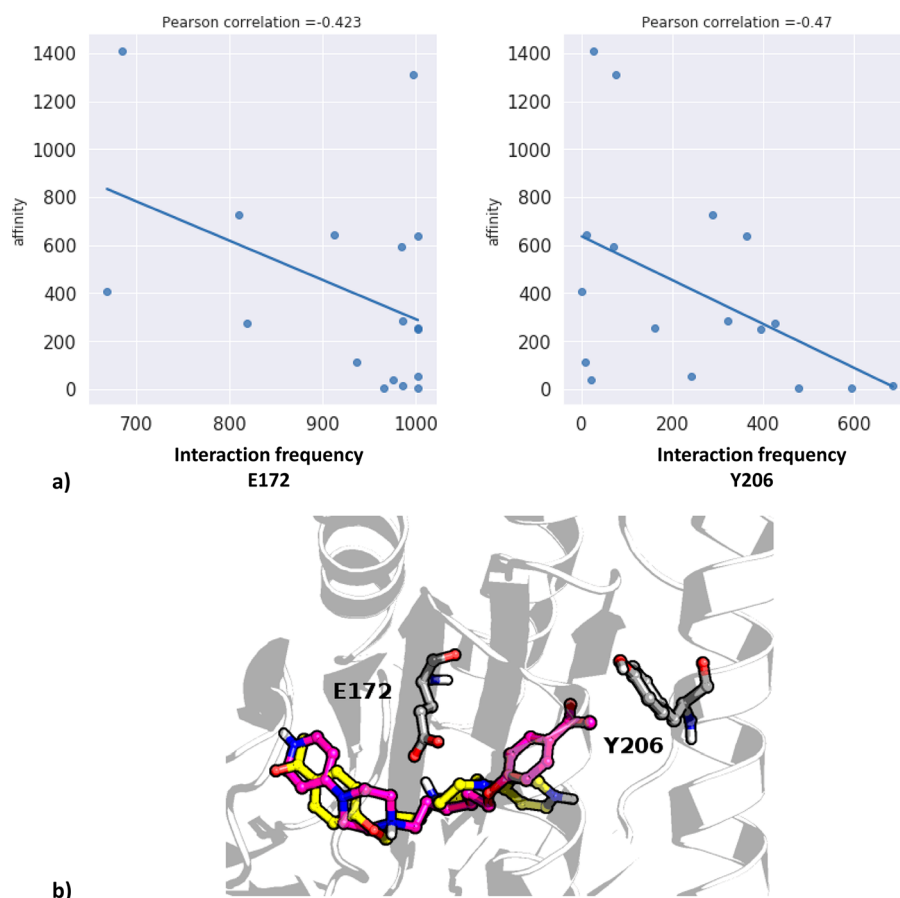 Pearson correlation =-0.423
affinity
1400
1200
1000
800
600
400
200
0
700 800 900 1000
Interaction frequency
E172
Pearson correlation =-0.47
affinity
1400
1200
1000
800
600
400
200
0
0 200 400 600
Interaction frequency
Y206
a)
E172
Y206
b)